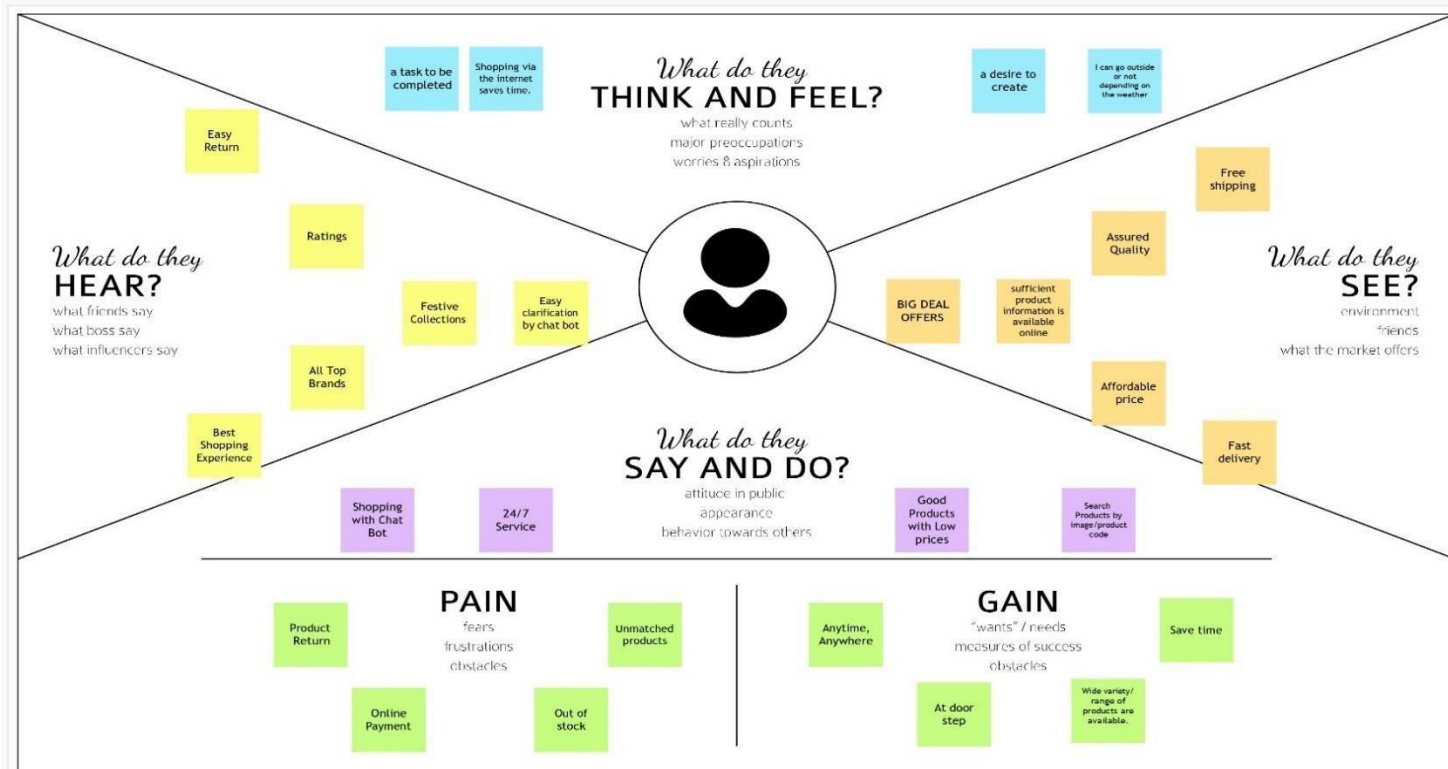 What do they
THINK AND FEEL?
what really counts
major preoccupations
worries & aspirations
a task to be
completed
Shopping via
the internet
saves time.
a desire to
create
I can go outside
or not
depending on
the weather
What do they
HEAR?
what friends say
what boss say
what influencers say
Easy
Return
Ratings
Festive
Collections
Easy
clarification
by chat bot
All Top
Brands
Best
Shopping
Experience
What do they
SEE?
environment
friends
what the market offers
Free
shipping
Assured
Quality
BIG DEAL
OFFERS
sufficient
product
information is
available
online
Affordable
price
Fast
delivery
What do they
SAY AND DO?
attitude in public
appearance
behavior towards others
Shopping
with Chat
Bot
24/7
Service
Good
Products
with Low
prices
Search
Products by
image/product
code
PAIN
fears
frustrations
obstacles
Product
Return
Unmatched
products
Online
Payment
Out of
stock
GAIN
"wants" / needs
measures of success
obstacles
Anytime,
Anywhere
Save time
At door
step
Wide variety/
range of
products are
available.